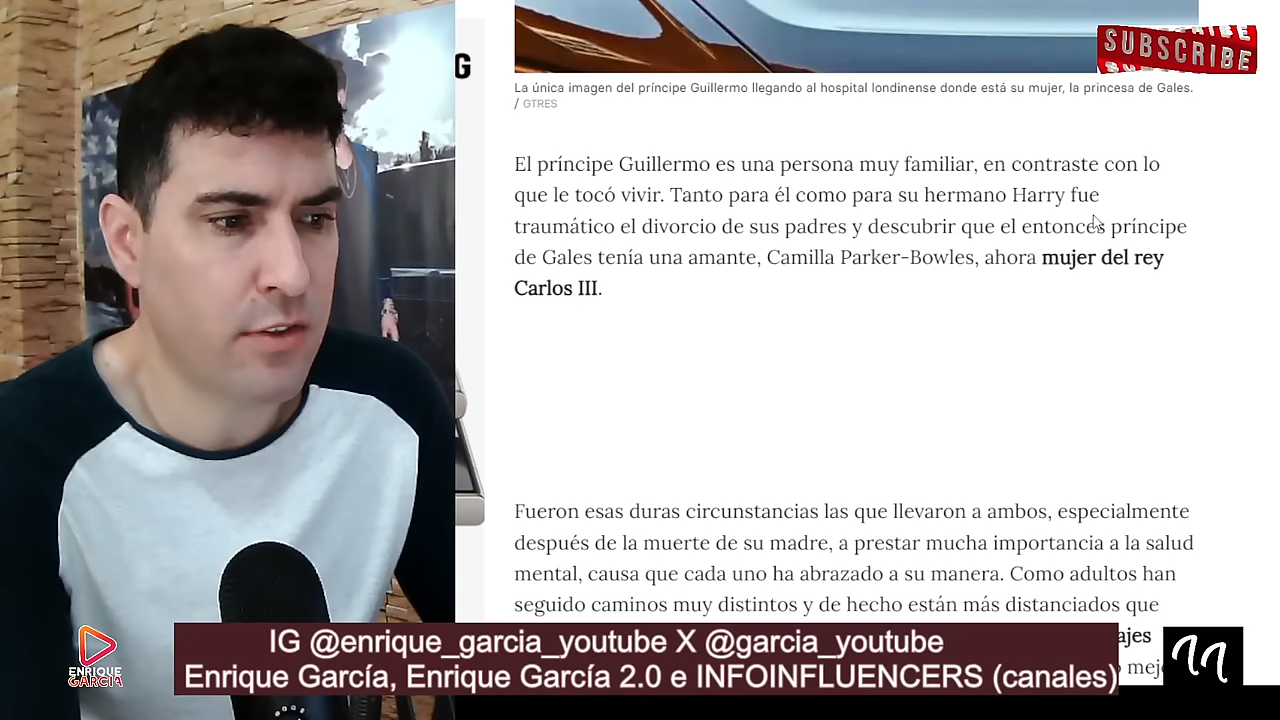 G
SUBSCRIBE
La única imagen del príncipe Guillermo llegando al hospital londinense donde está su mujer, la princesa de Gales.
/ GTRES
El príncipe Guillermo es una persona muy familiar, en contraste con lo
que le tocó vivir. Tanto para él como para su hermano Harry fue
traumático el divorcio de sus padres y descubrir que el entonces príncipe
de Gales tenía una amante, Camilla Parker-Bowles, ahora mujer del rey
Carlos III.
Fueron esas duras circunstancias las que llevaron a ambos, especialmente
después de la muerte de su madre, a prestar mucha importancia a la salud
mental, causa que cada uno ha abrazado a su manera. Como adultos han
seguido caminos muy distintos y de hecho están más distanciados que
IG @enrique_garcia_youtube X @garcia_youtube
Enrique García, Enrique García 2.0 e INFOINFLUENCERS (canales)
ENRIQUE
GARCÍA